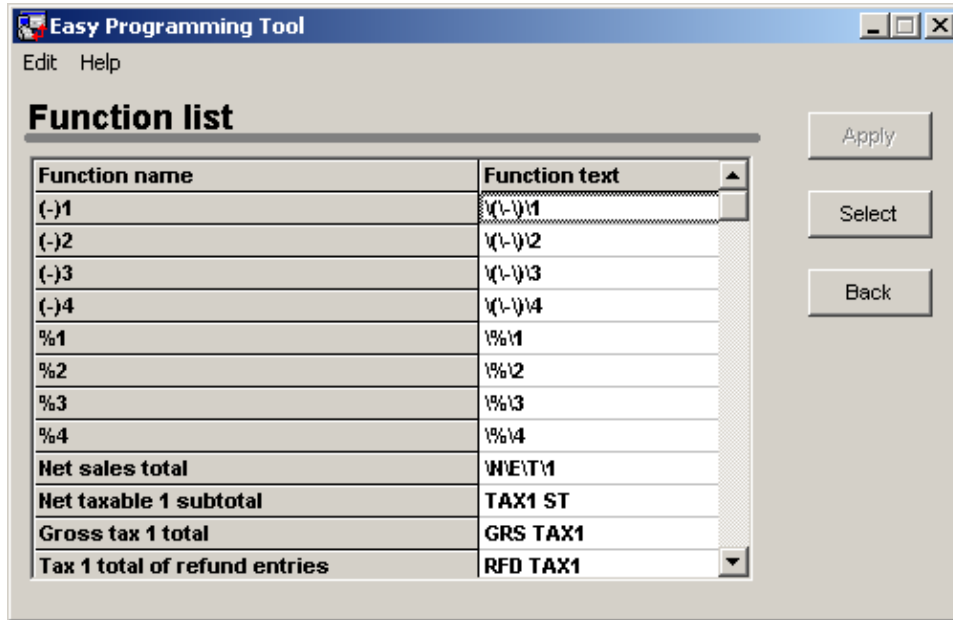 Easy Programming Tool
Edit Help
Function list
Apply
Select
Back
Function name Function text
(-)1 \(\-\)\1
(-)2 \(\-\)\2
(-)3 \(\-\)\3
(-)4 \(\-\)\4
%1 \%\1
%2 \%\2
%3 \%\3
%4 \%\4
Net sales total \N\E\T\1
Net taxable 1 subtotal TAX1 ST
Gross tax 1 total GRS TAX1
Tax 1 total of refund entries RFD TAX1